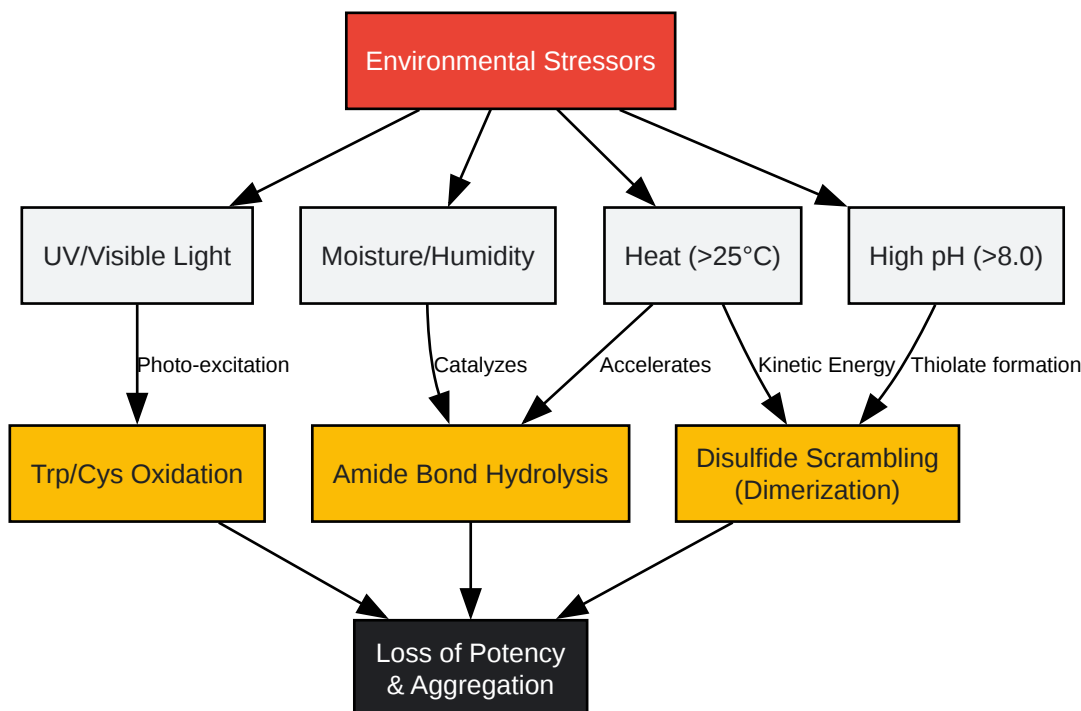 Environmental Stressors
UV/Visible Light
Moisture/Humidity
Heat (>25°C)
High pH (>8.0)
Photo-excitation
Catalyzes
Accelerates
Kinetic Energy
Thiolate formation
Trp/Cys Oxidation
Amide Bond Hydrolysis
Disulfide Scrambling
(Dimerization)
Loss of Potency
& Aggregation